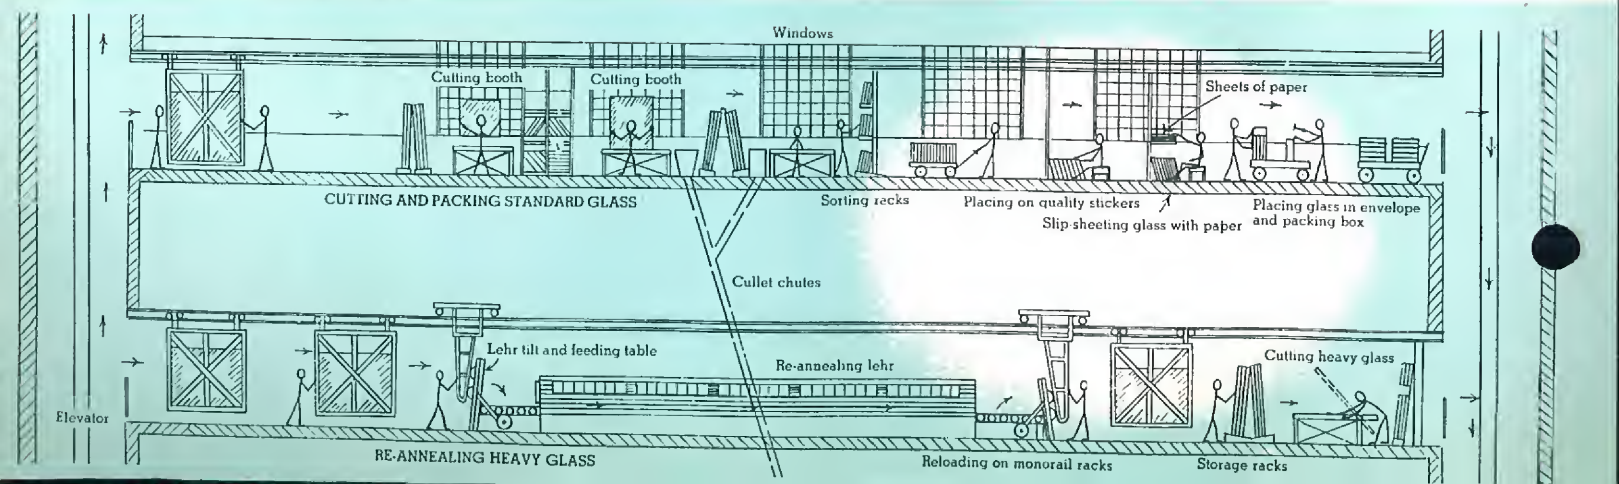 Windows
Cutting booth
Cutting booth
Sheets of paper
CUTTING AND PACKING STANDARD GLASS
Sorting racks
Placing on quality stickers
Slip-sheeting glass with paper
Placing glass in envelope
and packing box
Cullet chutes
Lehr tilt and feeding table
Re-annealing lehr
Cutting heavy glass
Elevator
RE-ANNEALING HEAVY GLASS
Reloading on monorail racks
Storage racks